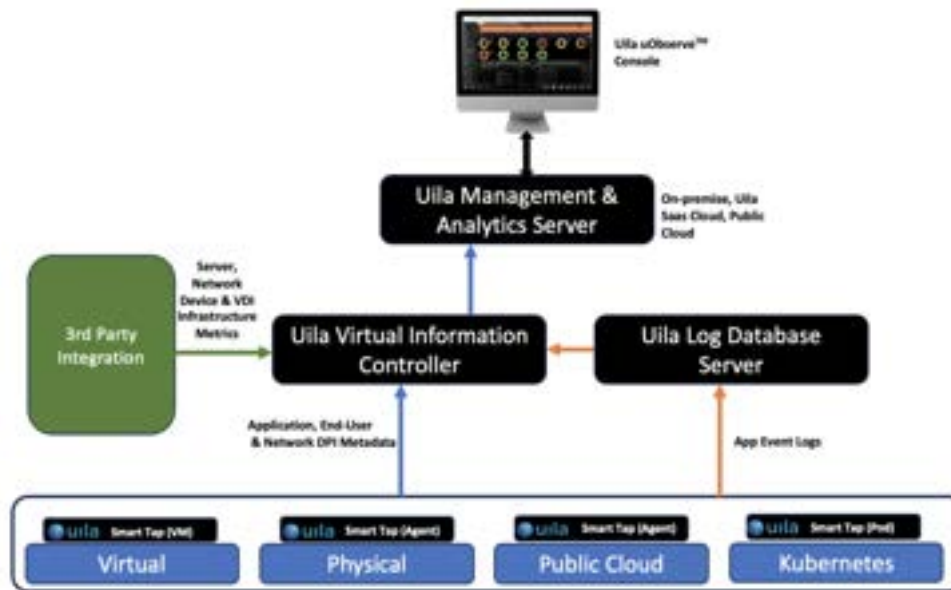 Uila uObserve™
Console
Uila Management &
Analytics Server
On-premise, Uila
SaaS Cloud, Public
Cloud
Server,
Network
Device & VDI
Infrastructure
Metrics
3rd Party
Integration
Uila Virtual Information
Controller
Uila Log Database
Server
Application, End-User
& Network DPI Metadata
App Event Logs
uila Smart Tap (VM)
uila Smart Tap (Agent)
uila Smart Tap (Agent)
uila Smart Tap (Pod)
Virtual
Physical
Public Cloud
Kubernetes